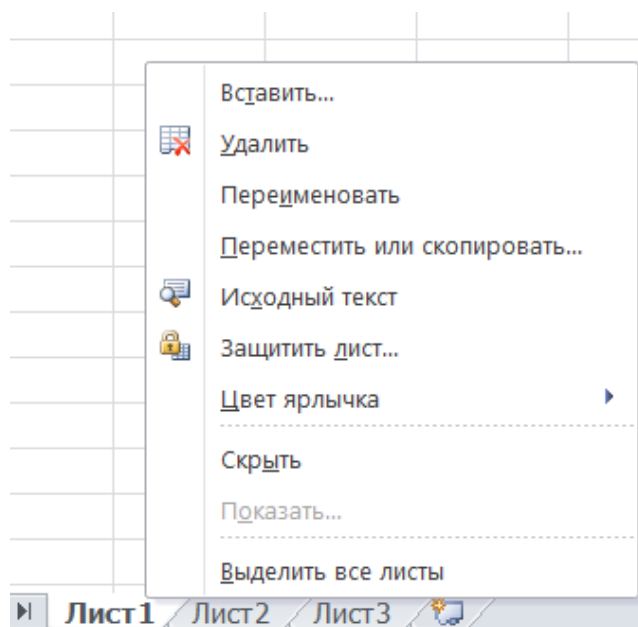 Вставить...
Удалить
Переименовать
Переместить или скопировать...
Исходный текст
Защитить лист...
Цвет ярлычка
Скрыть
Показать...
Выделить все листы
Лист1 Лист2 Лист3